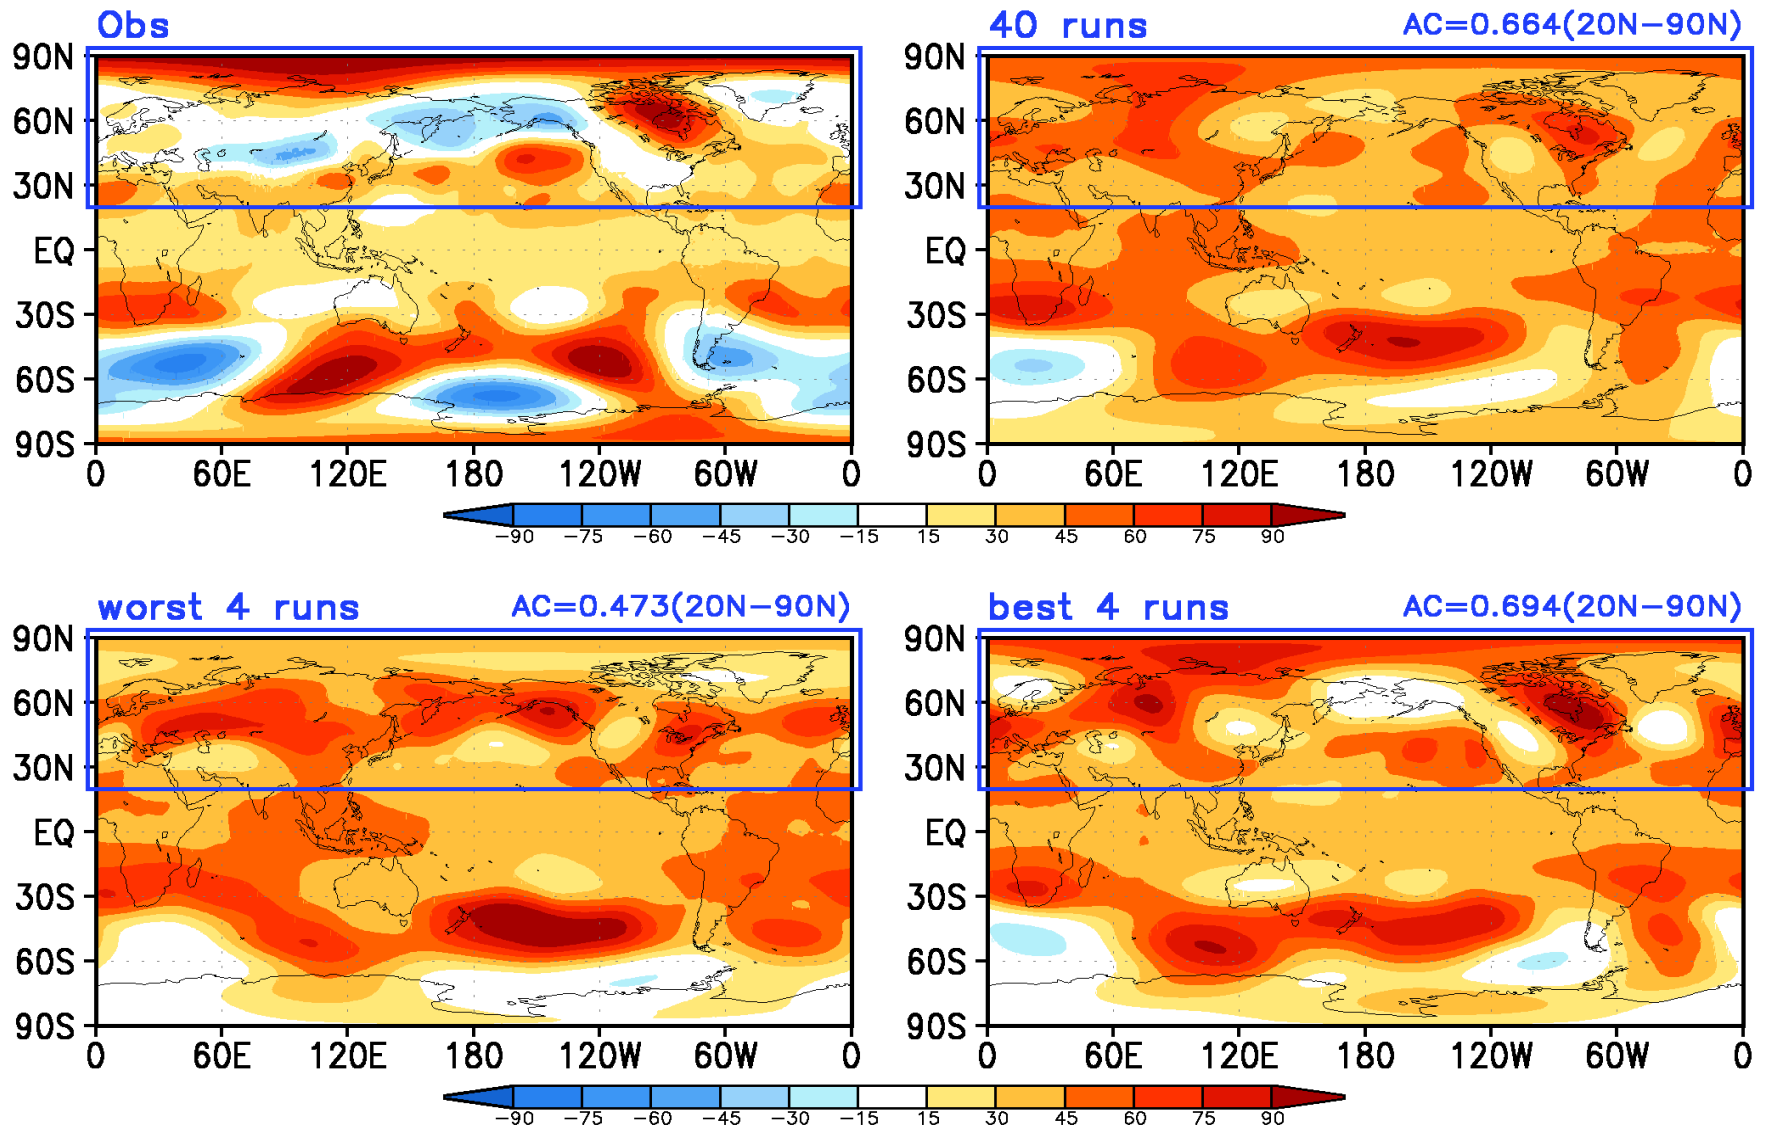 Obs
40 runs AC=0.664(20N−90N)
90N
60N
30N
EQ
30S
60S
90S
0 60E 120E 180 120W 60W 0
90N
60N
30N
EQ
30S
60S
90S
0 60E 120E 180 120W 60W 0
−90 −75 −60 −45 −30 −15 15 30 45 60 75 90
worst 4 runs AC=0.473(20N−90N)
best 4 runs AC=0.694(20N−90N)
90N
60N
30N
EQ
30S
60S
90S
0 60E 120E 180 120W 60W 0
90N
60N
30N
EQ
30S
60S
90S
0 60E 120E 180 120W 60W 0
−90 −75 −60 −45 −30 −15 15 30 45 60 75 90